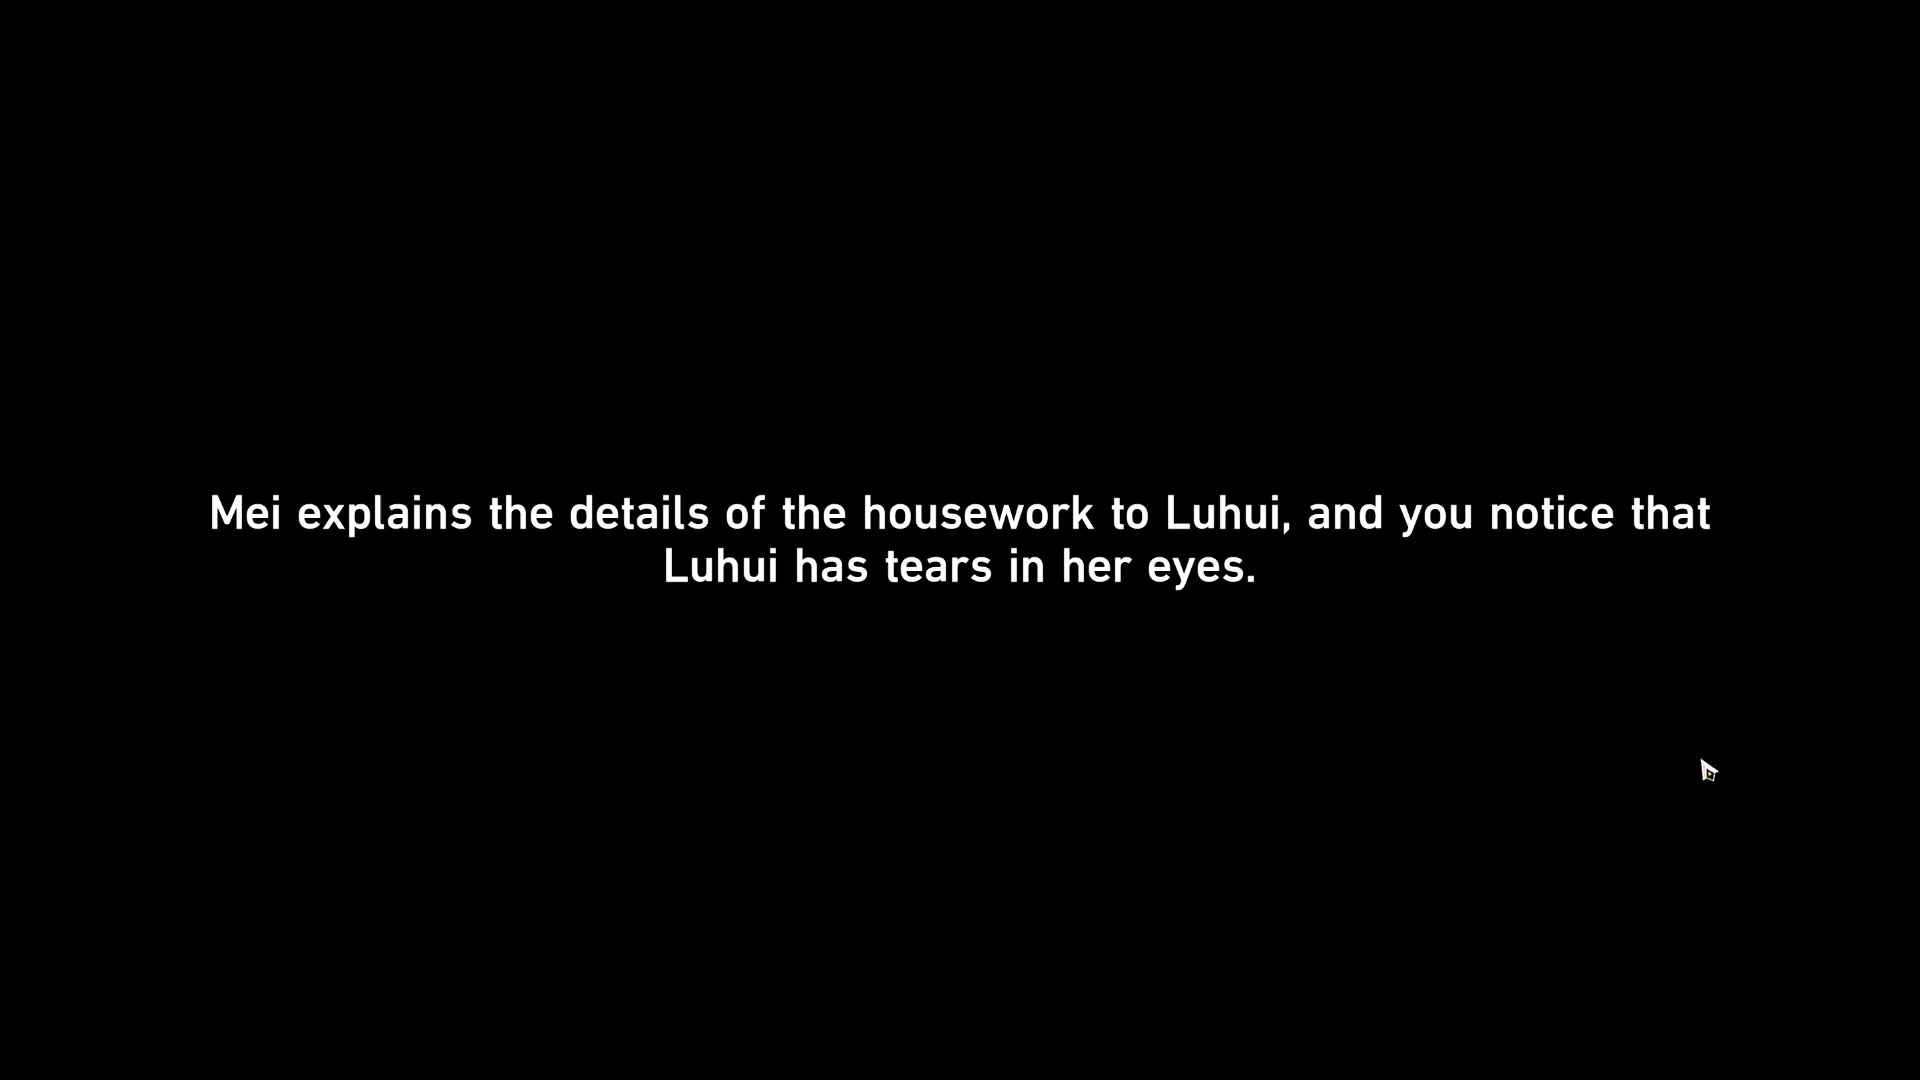 Mei explains the details of the housework to Luhui, and you notice that
Luhui has tears in her eyes.